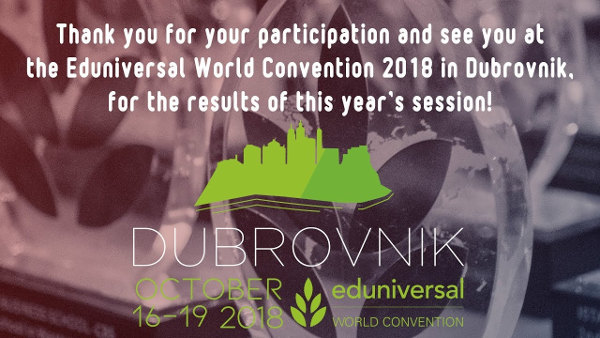 Thank you for your participation and see you at
the Eduniversal World Convention 2018 in Dubrovnik,
for the results of this year's session!
DUBROVNIK
OCTOBER
16-19 2018
eduniversal
WORLD CONVENTION